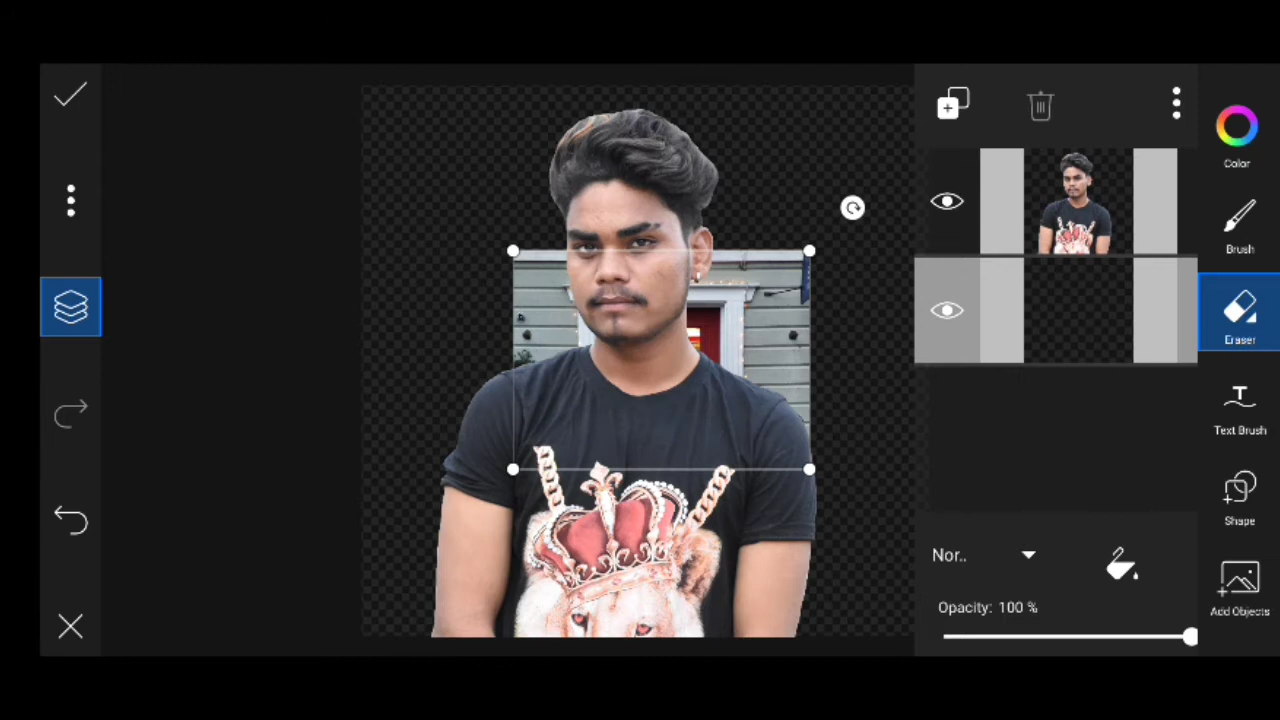 Color
Brush
Eraser
Text Brush
Shape
Add Objects
Nor..
Opacity: 100 %